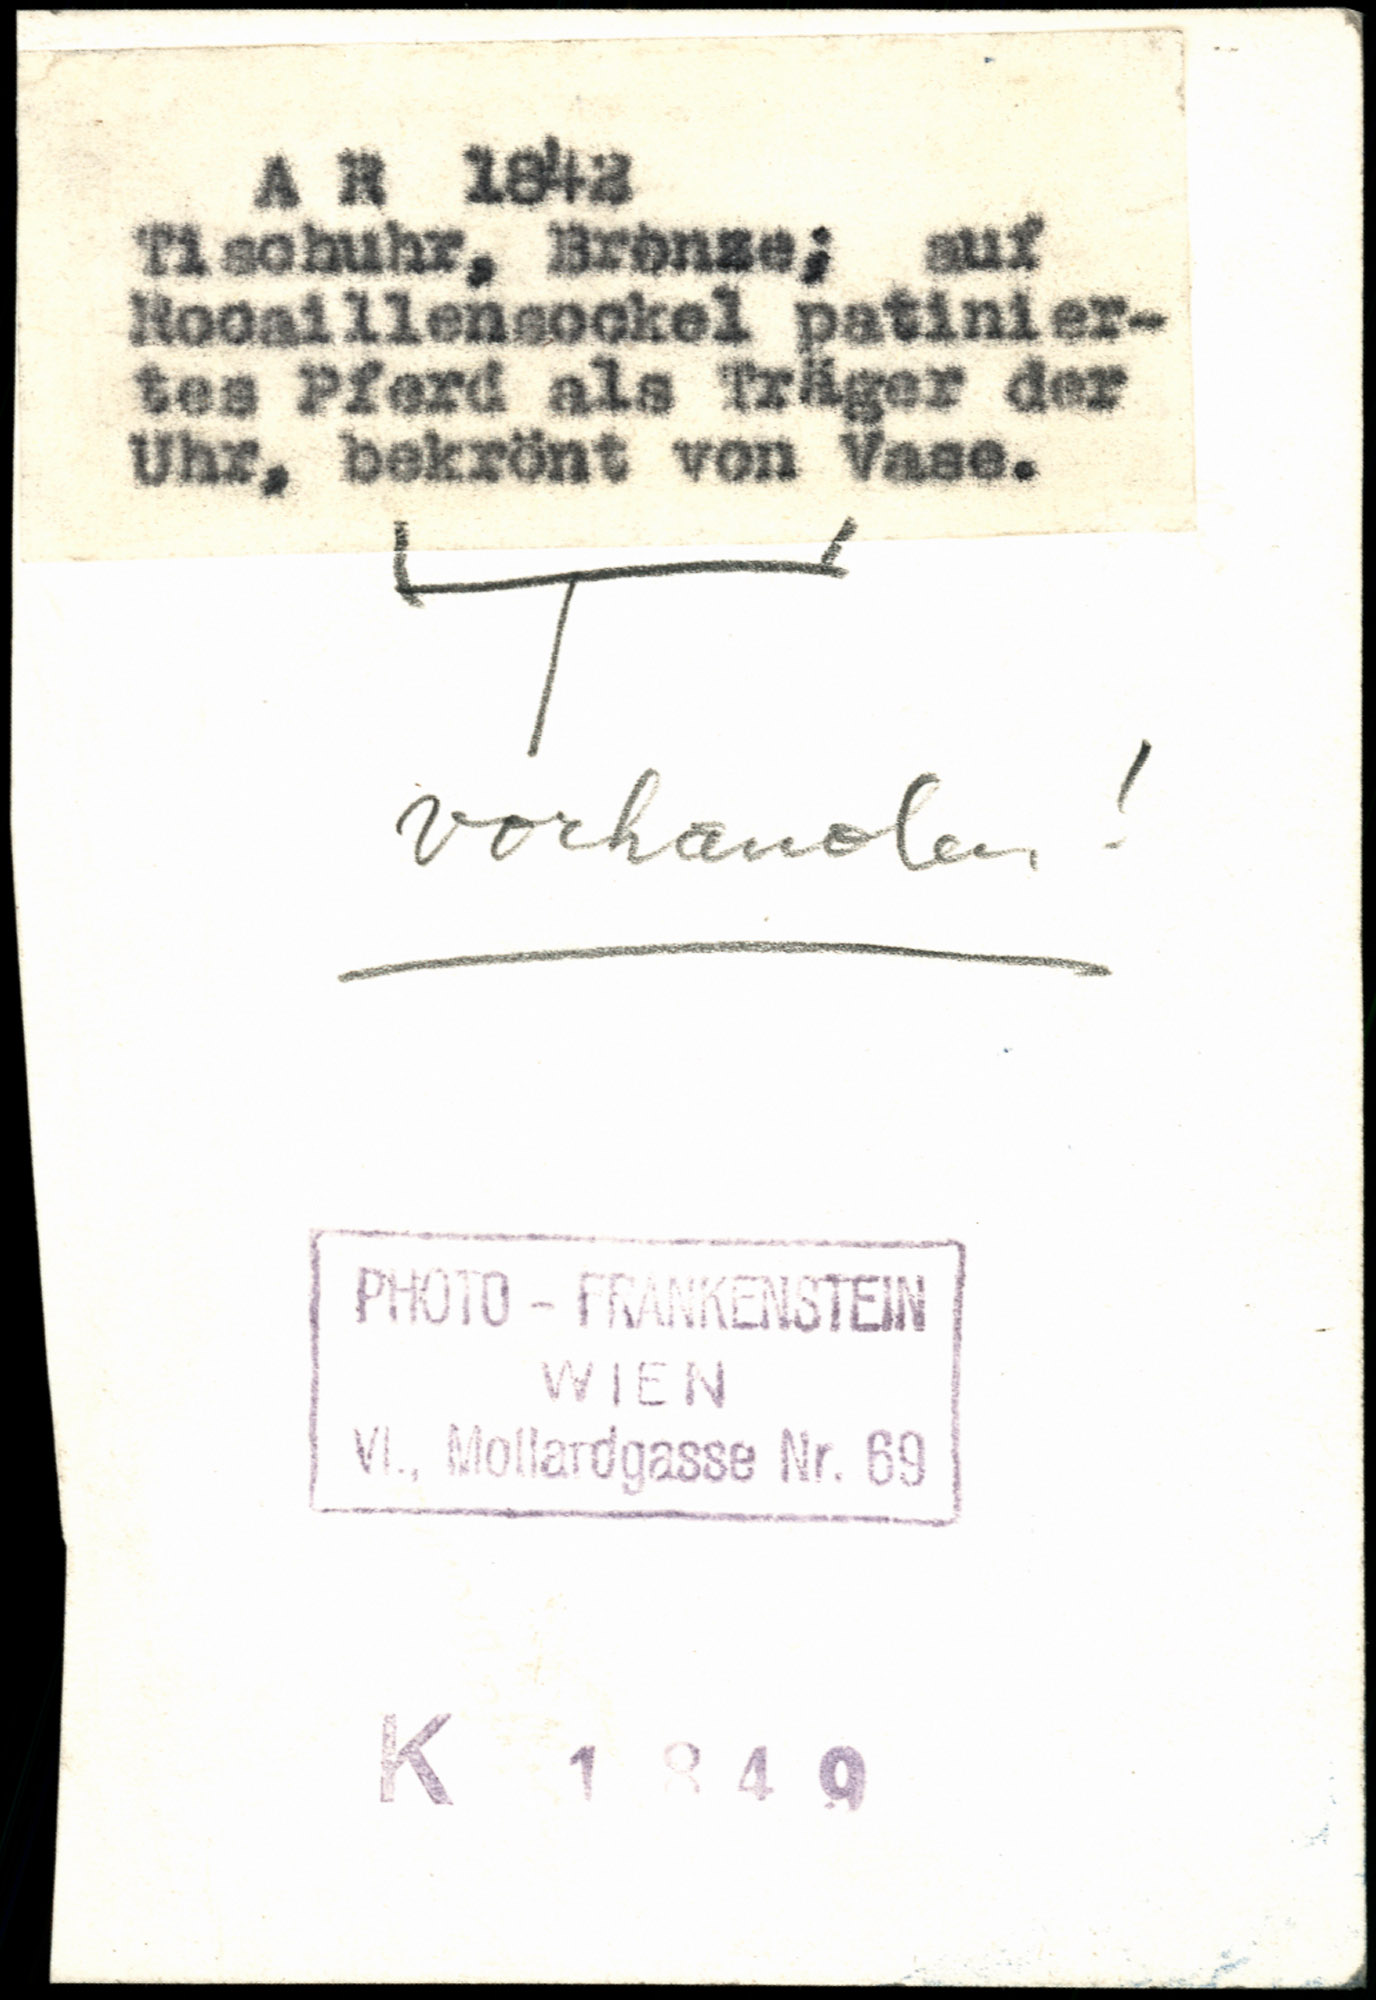 A R 1842
Tischuhr, Bronze; auf
Rocaillensockel patinier-
tes Pferd als Träger der
Uhr, bekrönt von Vase.
vorhanden!
PHOTO - FRANKENSTEIN
WIEN
VI., Mollardgasse Nr. 69
K 1849